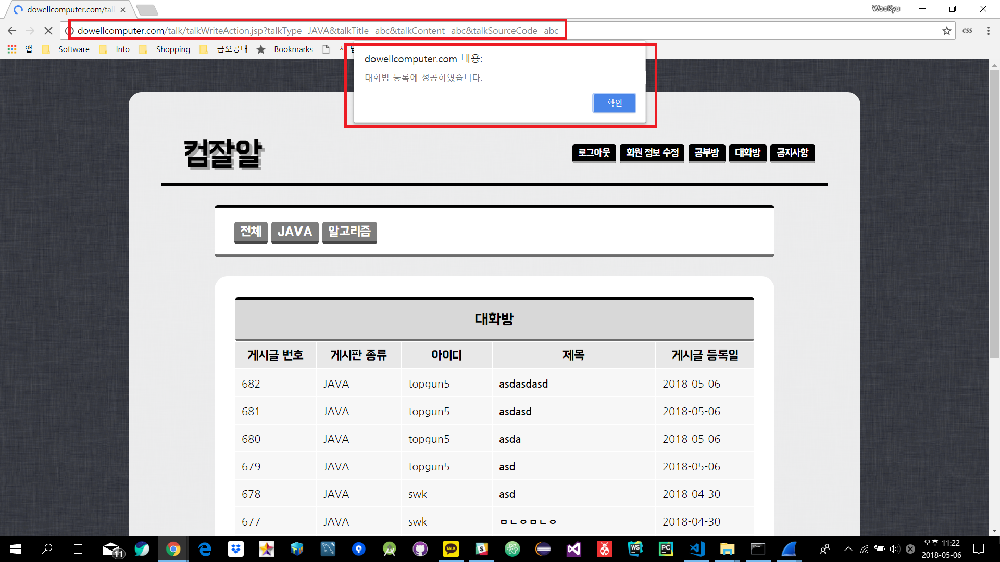 dowellcomputer.com/tal
WooKyu
dowellcomputer.com/talk/talkWriteAction.jsp?talkType=JAVA&talkTitle=abc&talkContent=abc&talkSourceCode=abc
css
앱 Software Info Shopping 금오공대 Bookmarks
dowellcomputer.com 내용:
대화방 등록에 성공하였습니다.
확인
컴잘알
로그아웃 회원 정보 수정 공부방 대화방 공지사항
전체 JAVA 알고리즘
대화방
게시글 번호 게시판 종류 아이디 제목 게시글 등록일
682 JAVA topgun5 asdasdasd 2018-05-06
681 JAVA topgun5 asdasd 2018-05-06
680 JAVA topgun5 asda 2018-05-06
679 JAVA topgun5 asd 2018-05-06
678 JAVA swk asd 2018-04-30
677 JAVA swk ㅁㄴㅇㅁㄴㅇ 2018-04-30
11
TALK
S
WS
PC
오후 11:22
2018-05-06